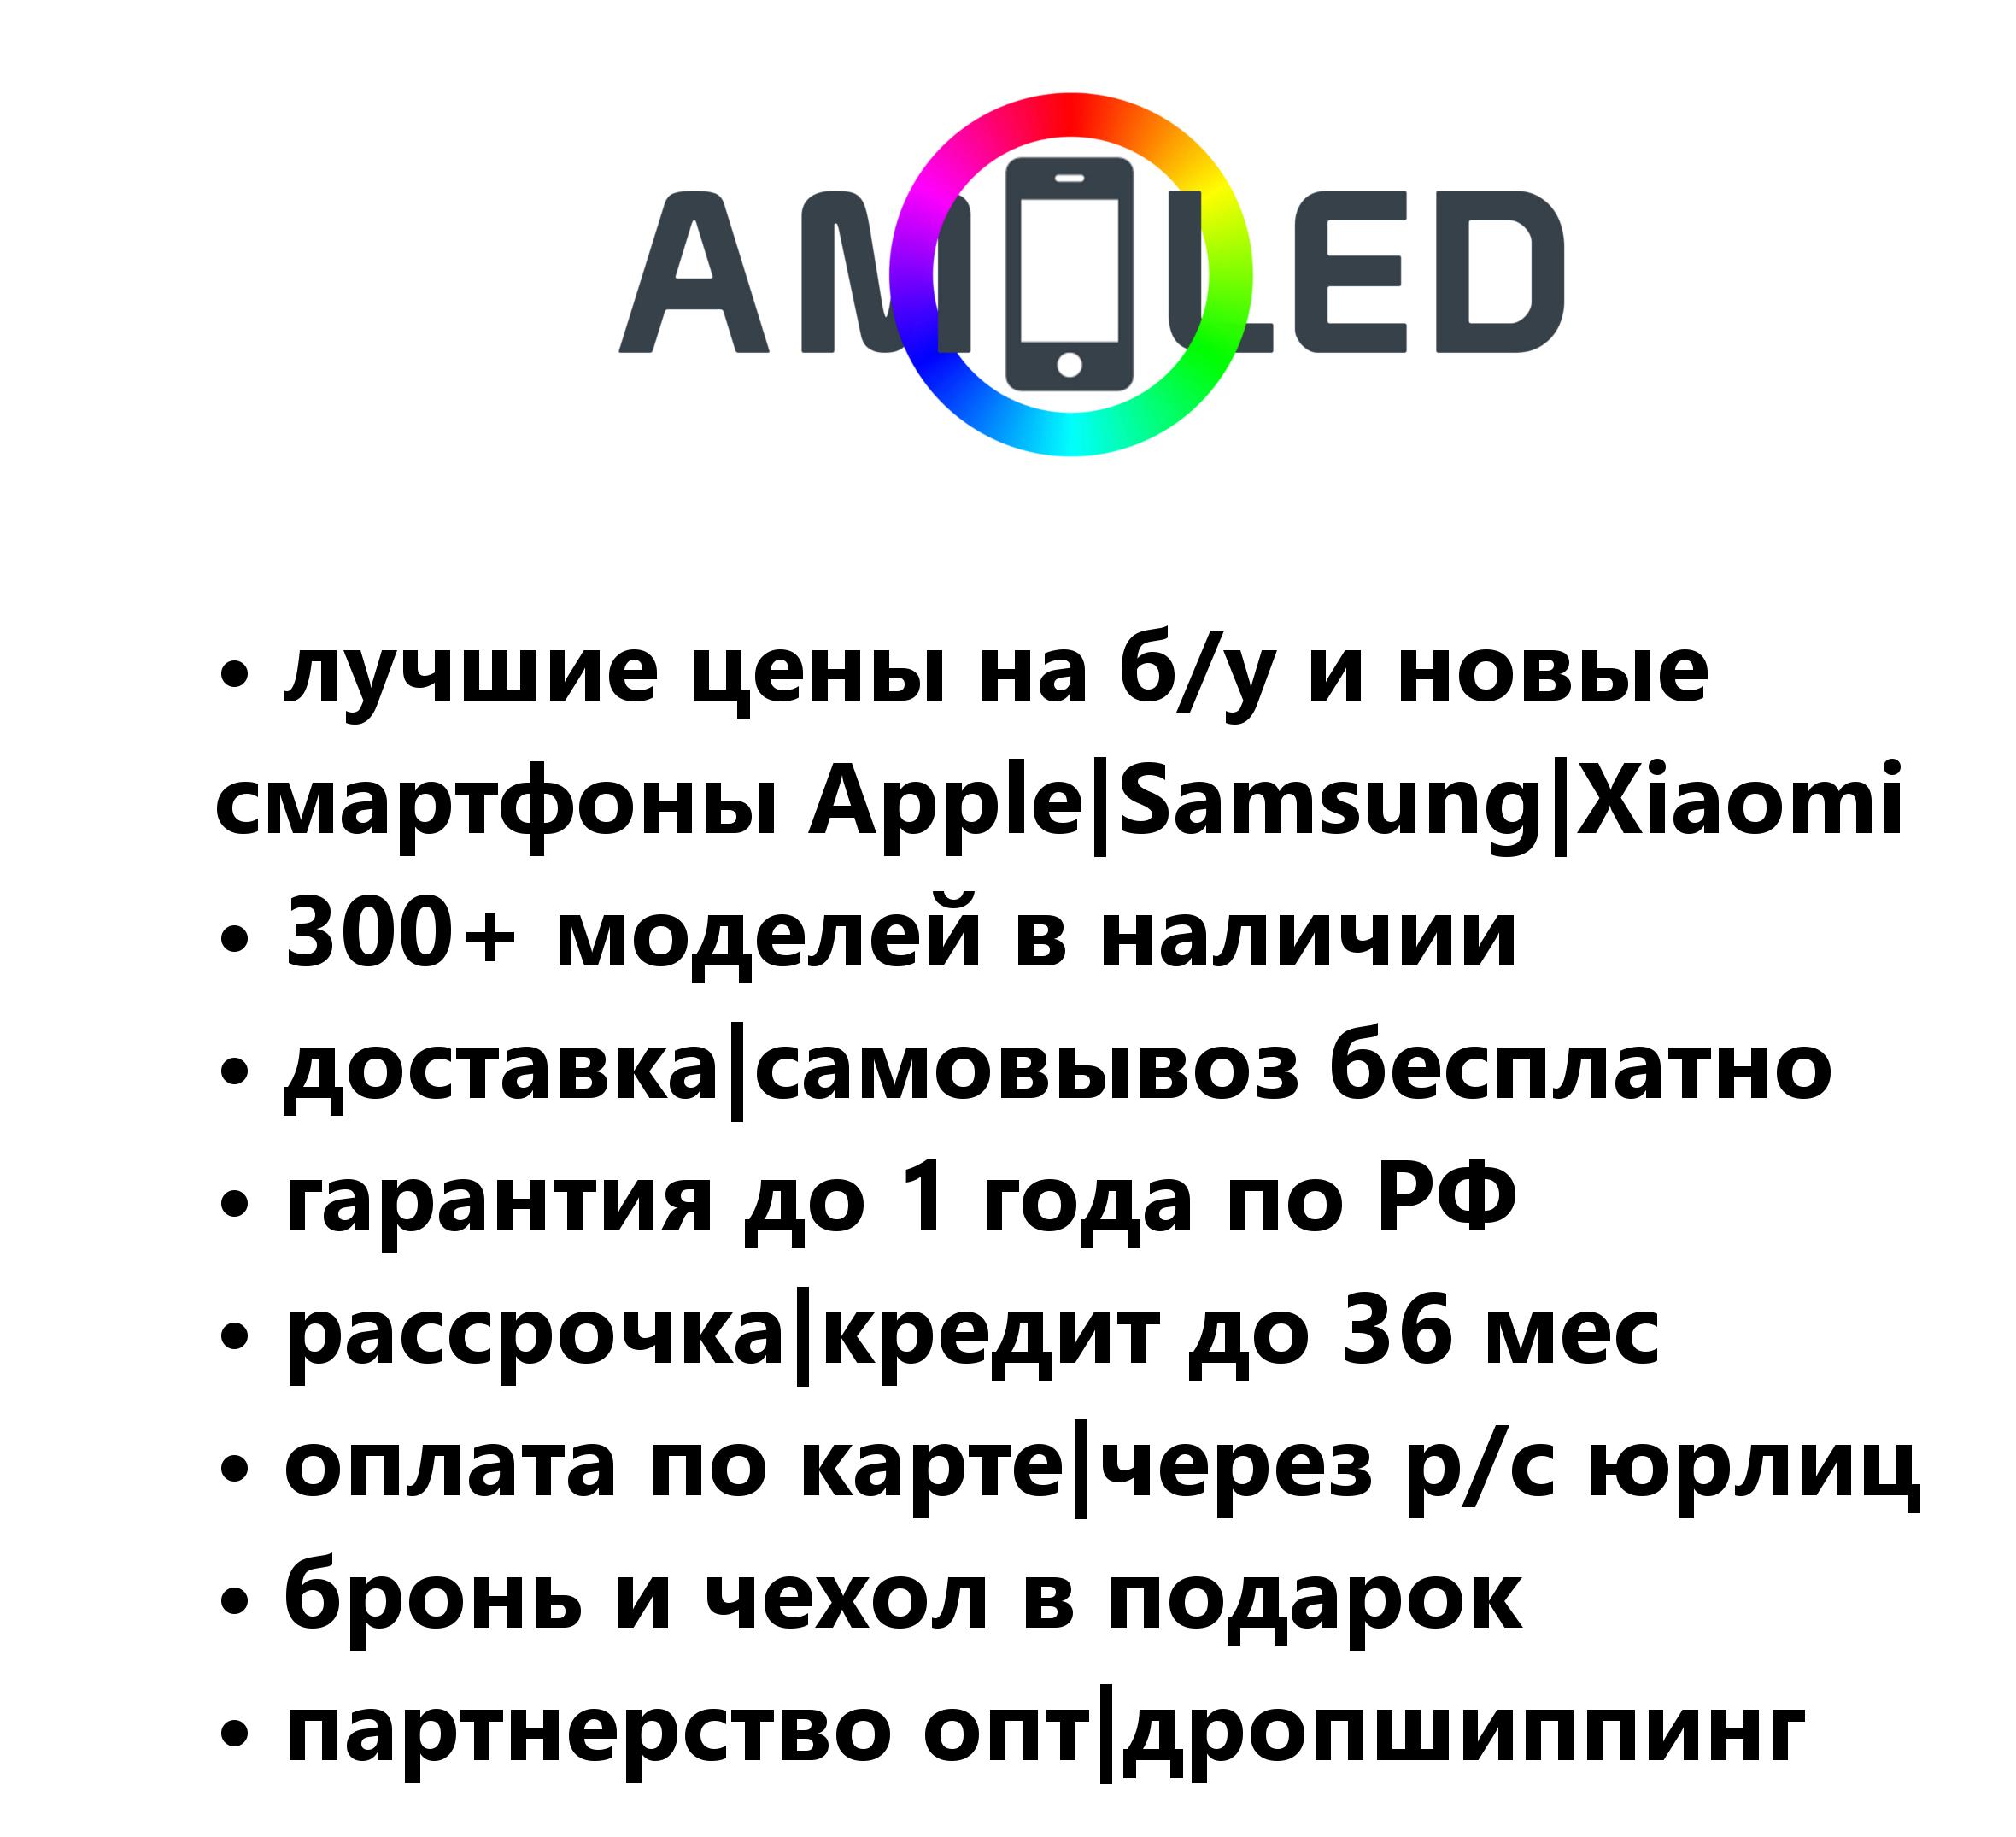 AMOLED
• лучшие цены на б/у и новые
смартфоны Apple|Samsung|Xiaomi
• 300+ моделей в наличии
• доставка|самовывоз бесплатно
• гарантия до 1 года по РФ
• рассрочка|кредит до 36 мес
• оплата по карте|через р/с юрлиц
• бронь и чехол в подарок
• партнерство опт|дропшиппинг